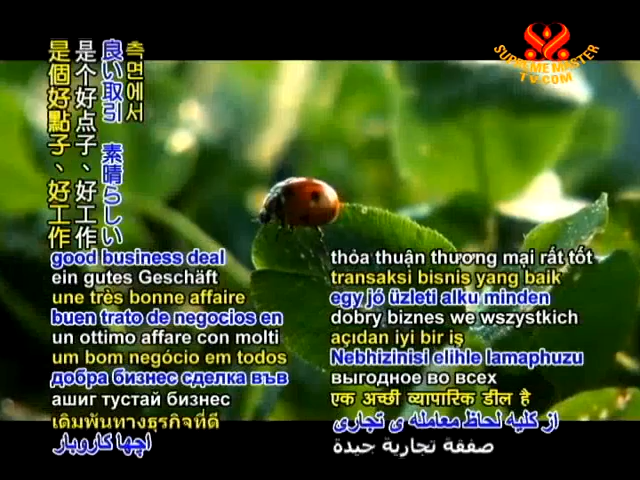 SUPREME MASTER
TV.COM
측면에서
良い取引 素晴らしい
是个好点子、好工作
是個好點子、好工作
good business deal
ein gutes Geschäft
une très bonne affaire
buen trato de negocios en
un ottimo affare con molti
um bom negócio em todos
добра бизнес сделка във
ашиг тустай бизнес
เดิมพันทางธุรกิจที่ดี
اچھا کاروبار
thỏa thuận thương mại rất tốt
transaksi bisnis yang baik
egy jó üzleti alku minden
dobry biznes we wszystkich
açıdan iyi bir iş
Nebhizinisi elihle lamaphuzu
выгодное во всех
एक अच्छी व्यापारिक डील है
از کلیه لحاظ معامله ی تجاری
صفقة تجارية جيدة